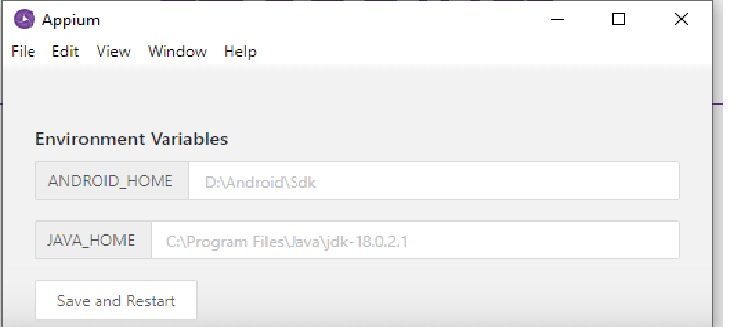 Appium
File Edit View Window Help
Environment Variables
ANDROID_HOME D:\Android\Sdk
JAVA_HOME C:\Program Files\Java\jdk-18.0.2.1
Save and Restart